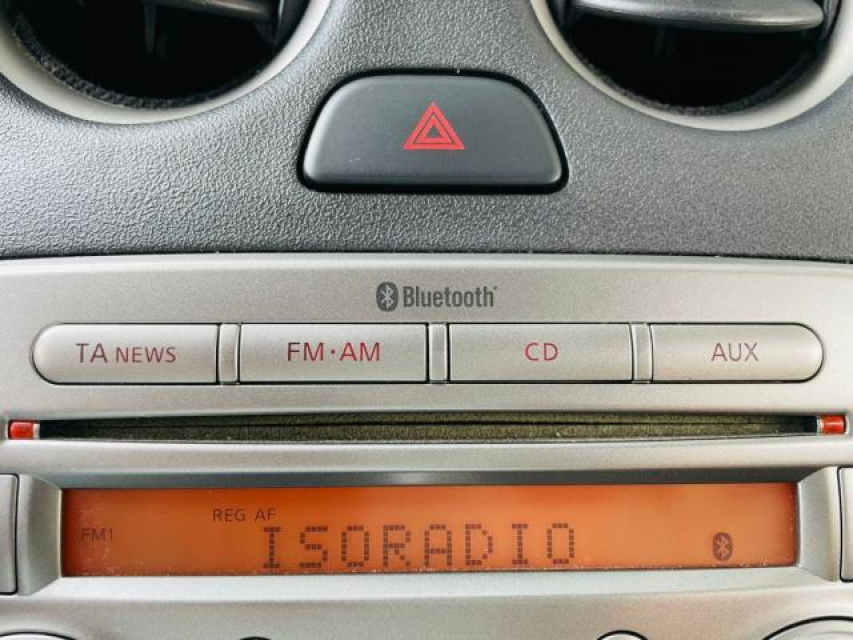 Bluetooth
TA NEWS FM·AM CD AUX
REG AF
FM1 ISORADIO